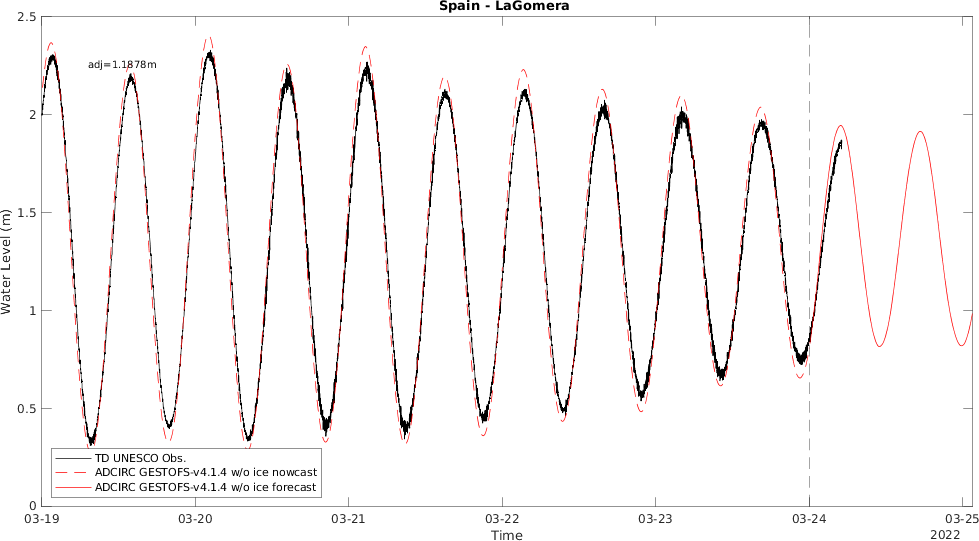 Spain - LaGomera
adj=1.1878m
Water Level (m)
2.5
2
1.5
1
0.5
0
TD UNESCO Obs.
ADCIRC GESTOFS-v4.1.4 w/o ice nowcast
ADCIRC GESTOFS-v4.1.4 w/o ice forecast
03-19 03-20 03-21 03-22 03-23 03-24 03-25
Time
2022